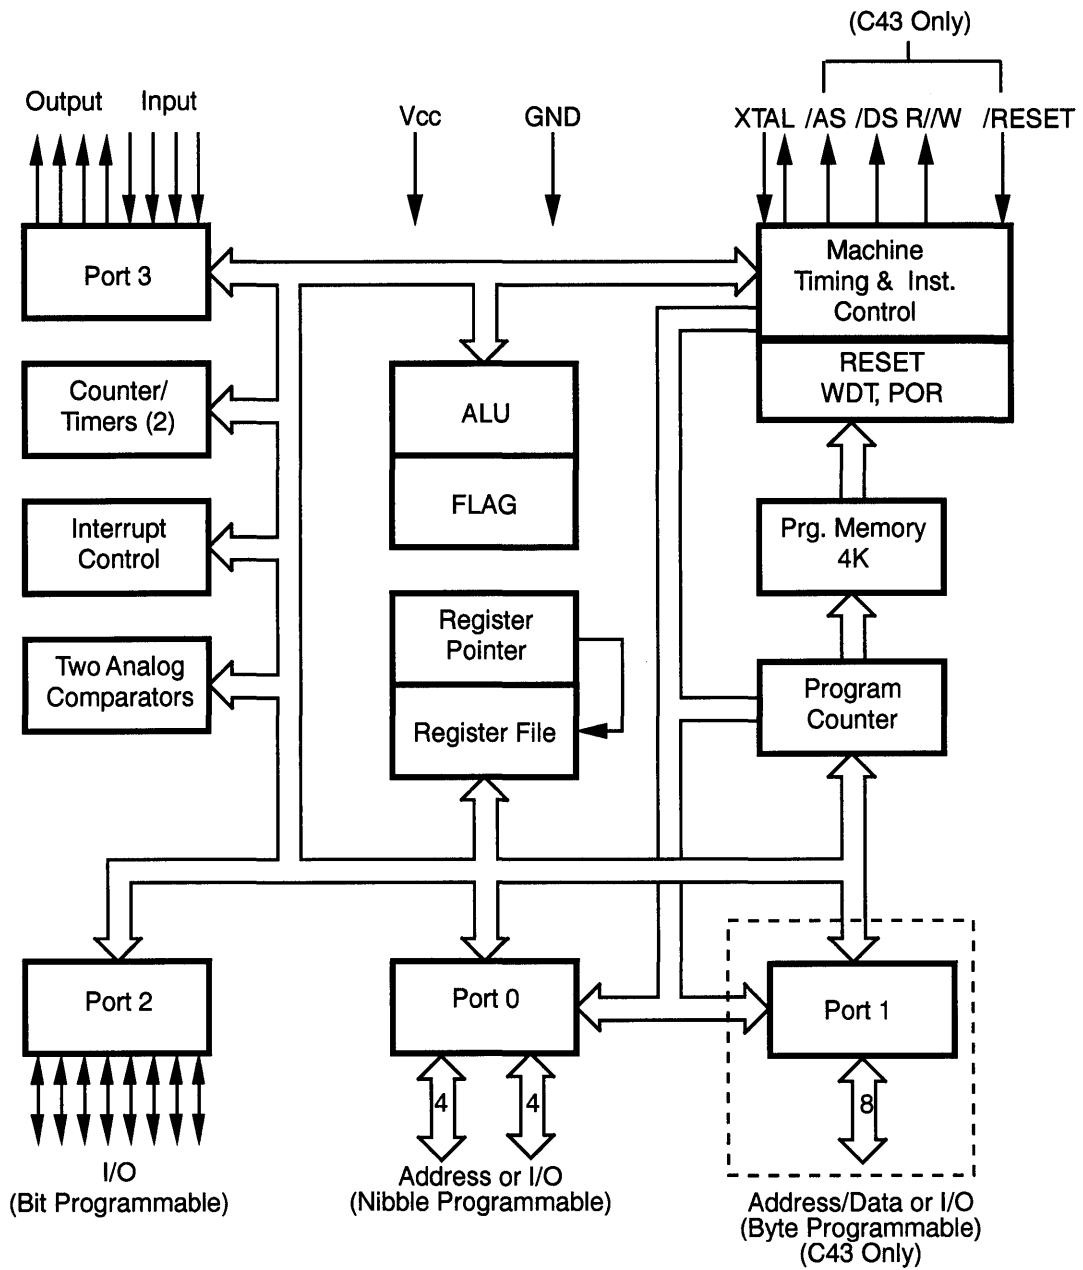 (C43 Only)
Output Input
Vcc
GND
XTAL /AS /DS R//W /RESET
Port 3
Machine
Timing & Inst.
Control
RESET
WDT, POR
Counter/
Timers (2)
ALU
FLAG
Interrupt
Control
Prg. Memory
4K
Two Analog
Comparators
Register
Pointer
Register File
Program
Counter
Port 2
Port 0
Port 1
4
4
8
I/O
(Bit Programmable)
Address or I/O
(Nibble Programmable)
Address/Data or I/O
(Byte Programmable)
(C43 Only)